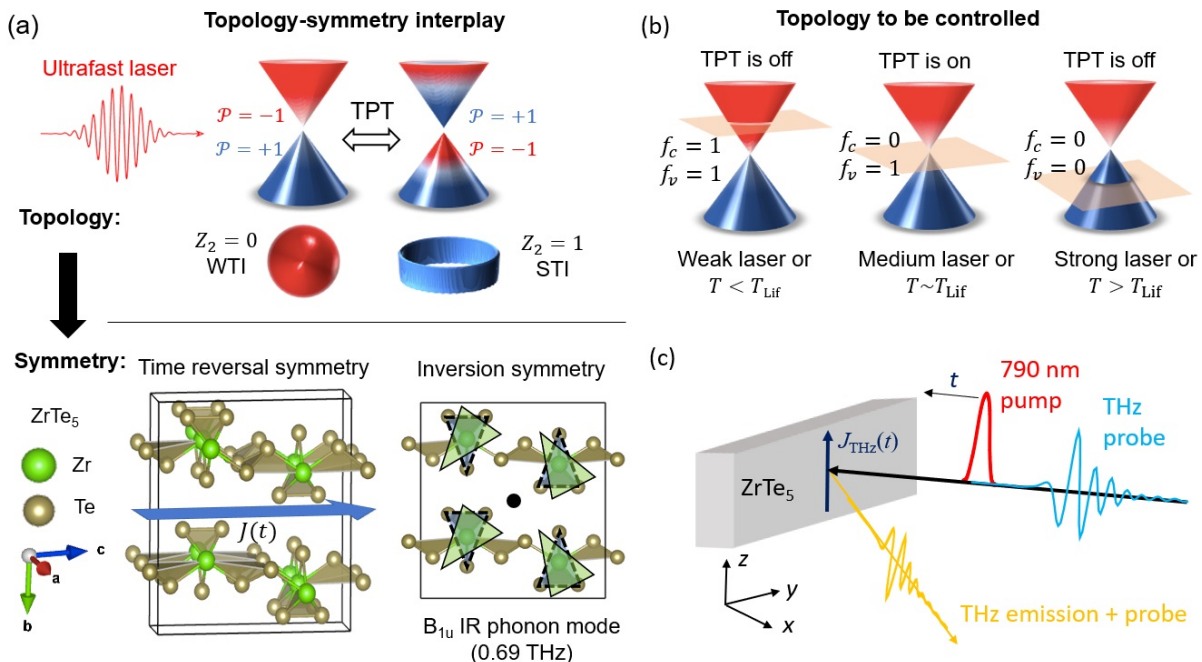 (a)
Topology-symmetry interplay
Ultrafast laser
𝒫 = −1
𝒫 = +1
TPT
𝒫 = +1
𝒫 = −1
Topology:
Z₂ = 0
WTI
Z₂ = 1
STI
Symmetry:
Time reversal symmetry
Inversion symmetry
ZrTe₅
Zr
Te
c
a
b
J(t)
B₁ᵤ IR phonon mode
(0.69 THz)
(b)
Topology to be controlled
TPT is off
TPT is on
TPT is off
f_c = 1
f_v = 1
f_c = 0
f_v = 1
f_c = 0
f_v = 0
Weak laser or
T < T_Lif
Medium laser or
T~T_Lif
Strong laser or
T > T_Lif
(c)
t
790 nm
pump
THz
probe
J_THz(t)
ZrTe₅
z
y
x
THz emission + probe